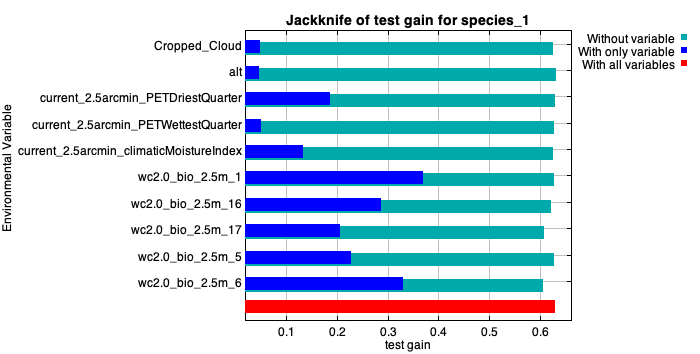 Jackknife of test gain for species_1
Without variable
With only variable
With all variables
Environmental Variable
Cropped_Cloud
alt
current_2.5arcmin_PETDriestQuarter
current_2.5arcmin_PETWettestQuarter
current_2.5arcmin_climaticMoistureIndex
wc2.0_bio_2.5m_1
wc2.0_bio_2.5m_16
wc2.0_bio_2.5m_17
wc2.0_bio_2.5m_5
wc2.0_bio_2.5m_6
0.1 0.2 0.3 0.4 0.5 0.6
test gain